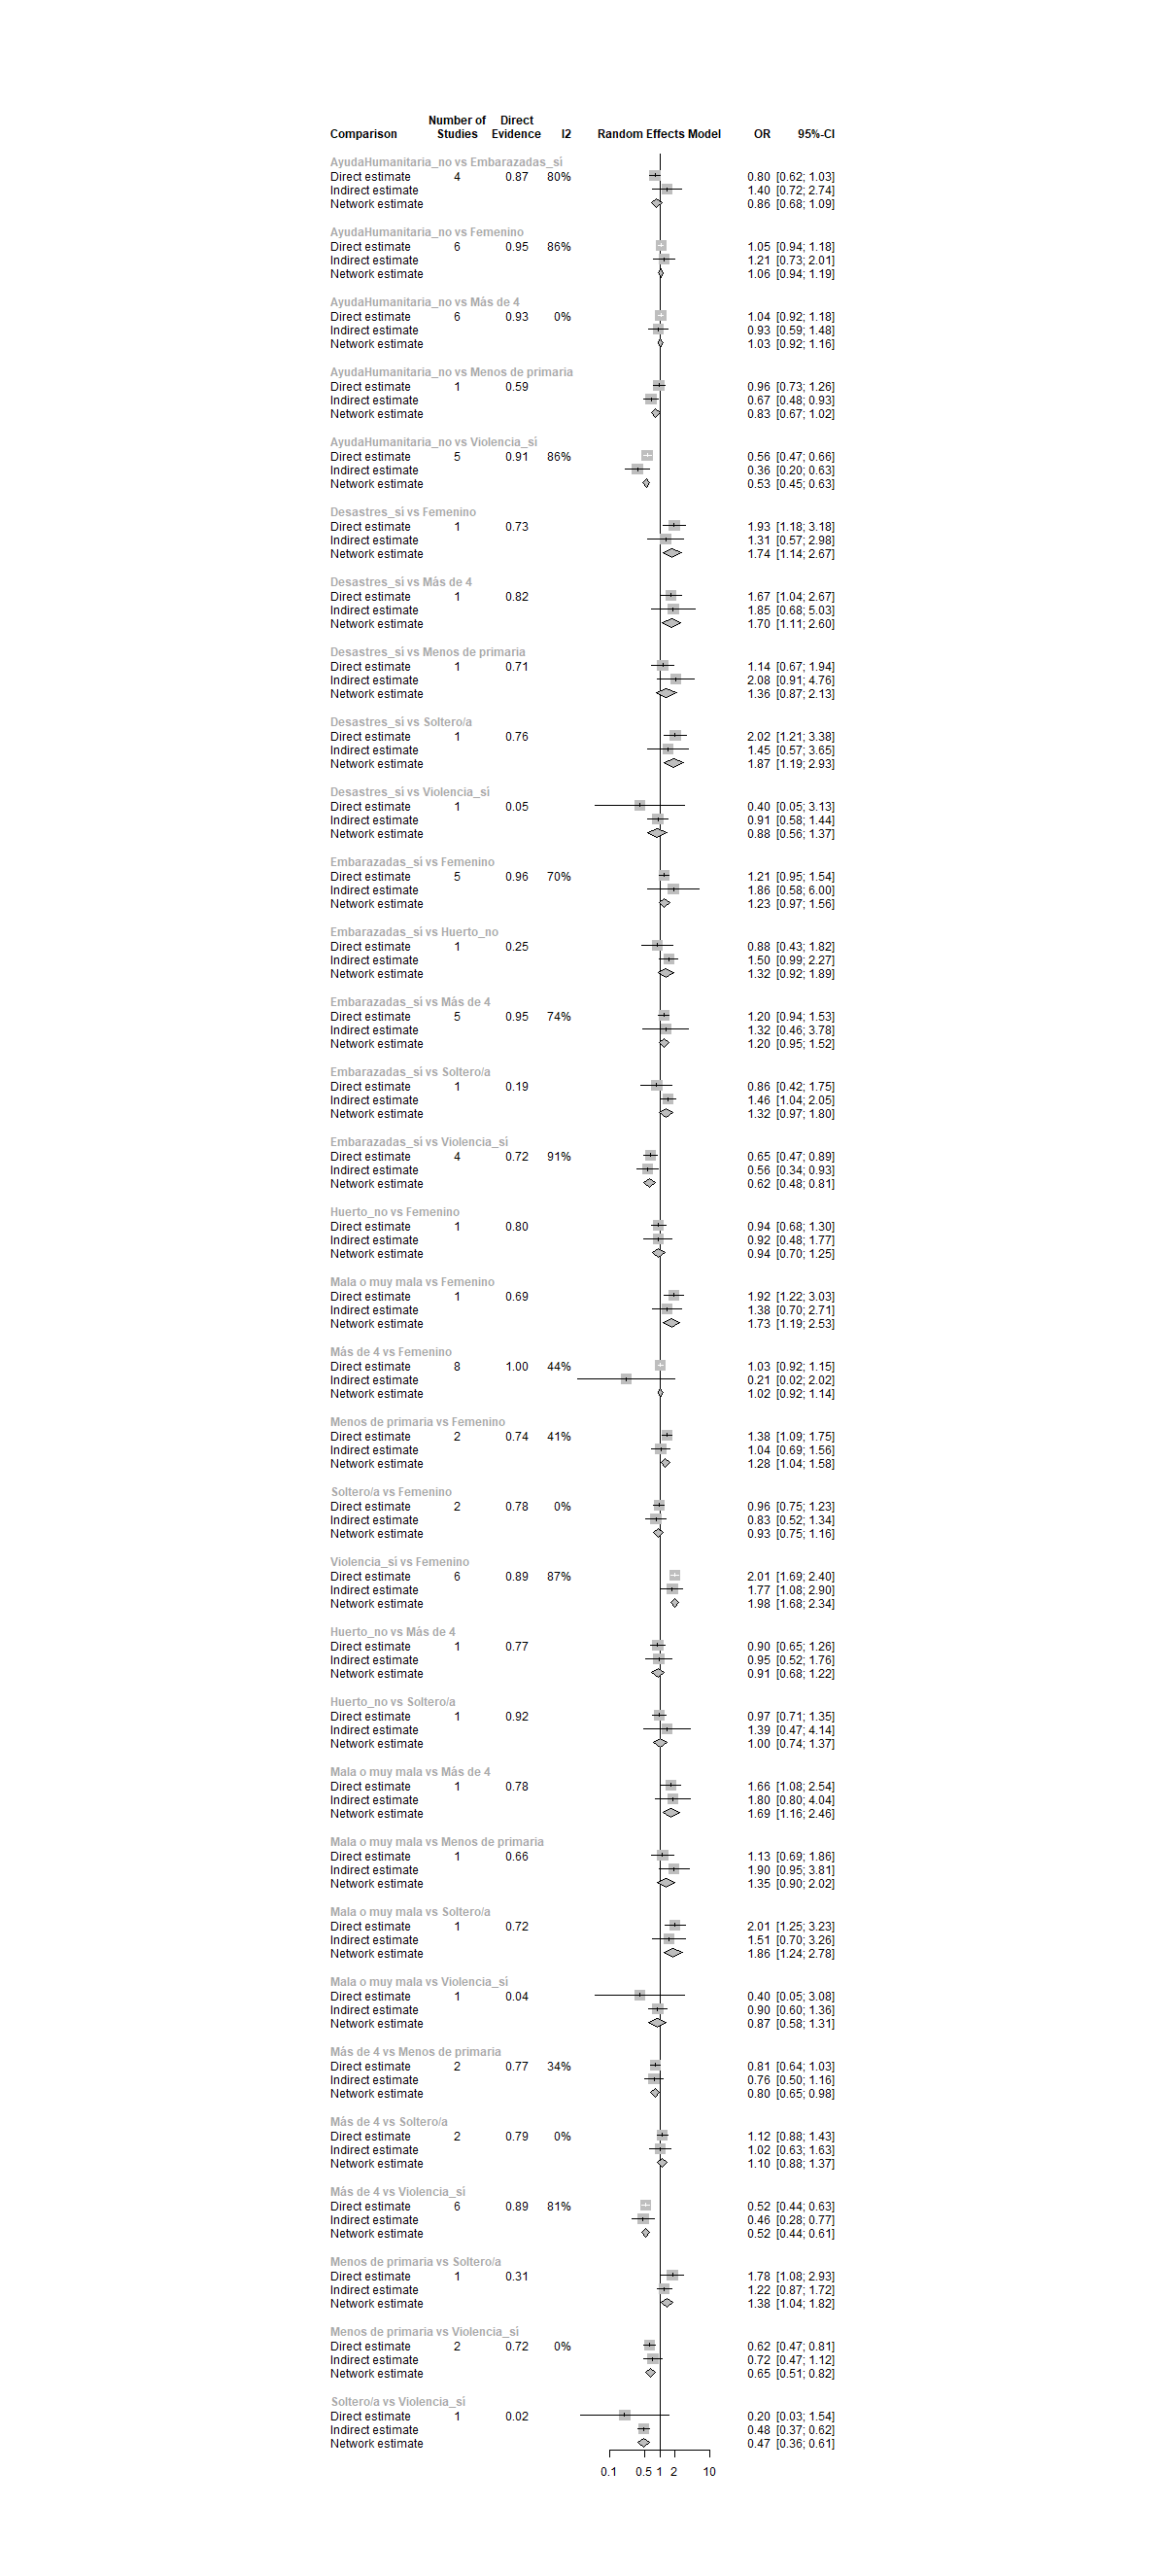 Number of Direct
Comparison Studies Evidence I2 Random Effects Model OR 95%-CI
AyudaHumanitaria_no vs Embarazadas_sí
Direct estimate 4 0.87 80% 0.80 [0.62; 1.03]
Indirect estimate 1.40 [0.72; 2.74]
Network estimate 0.86 [0.68; 1.09]
AyudaHumanitaria_no vs Femenino
Direct estimate 6 0.95 86% 1.05 [0.94; 1.18]
Indirect estimate 1.21 [0.73; 2.01]
Network estimate 1.06 [0.94; 1.19]
AyudaHumanitaria_no vs Más de 4
Direct estimate 6 0.93 0% 1.04 [0.92; 1.18]
Indirect estimate 0.93 [0.59; 1.48]
Network estimate 1.03 [0.92; 1.16]
AyudaHumanitaria_no vs Menos de primaria
Direct estimate 1 0.59 0.96 [0.73; 1.26]
Indirect estimate 0.67 [0.48; 0.93]
Network estimate 0.83 [0.67; 1.02]
AyudaHumanitaria_no vs Violencia_sí
Direct estimate 5 0.91 86% 0.56 [0.47; 0.66]
Indirect estimate 0.36 [0.20; 0.63]
Network estimate 0.53 [0.45; 0.63]
Desastres_sí vs Femenino
Direct estimate 1 0.73 1.93 [1.18; 3.18]
Indirect estimate 1.31 [0.57; 2.98]
Network estimate 1.74 [1.14; 2.67]
Desastres_sí vs Más de 4
Direct estimate 1 0.82 1.67 [1.04; 2.67]
Indirect estimate 1.85 [0.68; 5.03]
Network estimate 1.70 [1.11; 2.60]
Desastres_sí vs Menos de primaria
Direct estimate 1 0.71 1.14 [0.67; 1.94]
Indirect estimate 2.08 [0.91; 4.76]
Network estimate 1.36 [0.87; 2.13]
Desastres_sí vs Soltero/a
Direct estimate 1 0.76 2.02 [1.21; 3.38]
Indirect estimate 1.45 [0.57; 3.65]
Network estimate 1.87 [1.19; 2.93]
Desastres_sí vs Violencia_sí
Direct estimate 1 0.05 0.40 [0.05; 3.13]
Indirect estimate 0.91 [0.58; 1.44]
Network estimate 0.88 [0.56; 1.37]
Embarazadas_sí vs Femenino
Direct estimate 5 0.96 70% 1.21 [0.95; 1.54]
Indirect estimate 1.86 [0.58; 6.00]
Network estimate 1.23 [0.97; 1.56]
Embarazadas_sí vs Huerto_no
Direct estimate 1 0.25 0.88 [0.43; 1.82]
Indirect estimate 1.50 [0.99; 2.27]
Network estimate 1.32 [0.92; 1.89]
Embarazadas_sí vs Más de 4
Direct estimate 5 0.95 74% 1.20 [0.94; 1.53]
Indirect estimate 1.32 [0.46; 3.78]
Network estimate 1.20 [0.95; 1.52]
Embarazadas_sí vs Soltero/a
Direct estimate 1 0.19 0.86 [0.42; 1.75]
Indirect estimate 1.46 [1.04; 2.05]
Network estimate 1.32 [0.97; 1.80]
Embarazadas_sí vs Violencia_sí
Direct estimate 4 0.72 91% 0.65 [0.47; 0.89]
Indirect estimate 0.56 [0.34; 0.93]
Network estimate 0.62 [0.48; 0.81]
Huerto_no vs Femenino
Direct estimate 1 0.80 0.94 [0.68; 1.30]
Indirect estimate 0.92 [0.48; 1.77]
Network estimate 0.94 [0.70; 1.25]
Mala o muy mala vs Femenino
Direct estimate 1 0.69 1.92 [1.22; 3.03]
Indirect estimate 1.38 [0.70; 2.71]
Network estimate 1.73 [1.19; 2.53]
Más de 4 vs Femenino
Direct estimate 8 1.00 44% 1.03 [0.92; 1.15]
Indirect estimate 0.21 [0.02; 2.02]
Network estimate 1.02 [0.92; 1.14]
Menos de primaria vs Femenino
Direct estimate 2 0.74 41% 1.38 [1.09; 1.75]
Indirect estimate 1.04 [0.69; 1.56]
Network estimate 1.28 [1.04; 1.58]
Soltero/a vs Femenino
Direct estimate 2 0.78 0% 0.96 [0.75; 1.23]
Indirect estimate 0.83 [0.52; 1.34]
Network estimate 0.93 [0.75; 1.16]
Violencia_sí vs Femenino
Direct estimate 6 0.89 87% 2.01 [1.69; 2.40]
Indirect estimate 1.77 [1.08; 2.90]
Network estimate 1.98 [1.68; 2.34]
Huerto_no vs Más de 4
Direct estimate 1 0.77 0.90 [0.65; 1.26]
Indirect estimate 0.95 [0.52; 1.76]
Network estimate 0.91 [0.68; 1.22]
Huerto_no vs Soltero/a
Direct estimate 1 0.92 0.97 [0.71; 1.35]
Indirect estimate 1.39 [0.47; 4.14]
Network estimate 1.00 [0.74; 1.37]
Mala o muy mala vs Más de 4
Direct estimate 1 0.78 1.66 [1.08; 2.54]
Indirect estimate 1.80 [0.80; 4.04]
Network estimate 1.69 [1.16; 2.46]
Mala o muy mala vs Menos de primaria
Direct estimate 1 0.66 1.13 [0.69; 1.86]
Indirect estimate 1.90 [0.95; 3.81]
Network estimate 1.35 [0.90; 2.02]
Mala o muy mala vs Soltero/a
Direct estimate 1 0.72 2.01 [1.25; 3.23]
Indirect estimate 1.51 [0.70; 3.26]
Network estimate 1.86 [1.24; 2.78]
Mala o muy mala vs Violencia_sí
Direct estimate 1 0.04 0.40 [0.05; 3.08]
Indirect estimate 0.90 [0.60; 1.36]
Network estimate 0.87 [0.58; 1.31]
Más de 4 vs Menos de primaria
Direct estimate 2 0.77 34% 0.81 [0.64; 1.03]
Indirect estimate 0.76 [0.50; 1.16]
Network estimate 0.80 [0.65; 0.98]
Más de 4 vs Soltero/a
Direct estimate 2 0.79 0% 1.12 [0.88; 1.43]
Indirect estimate 1.02 [0.63; 1.63]
Network estimate 1.10 [0.88; 1.37]
Más de 4 vs Violencia_sí
Direct estimate 6 0.89 81% 0.52 [0.44; 0.63]
Indirect estimate 0.46 [0.28; 0.77]
Network estimate 0.52 [0.44; 0.61]
Menos de primaria vs Soltero/a
Direct estimate 1 0.31 1.78 [1.08; 2.93]
Indirect estimate 1.22 [0.87; 1.72]
Network estimate 1.38 [1.04; 1.82]
Menos de primaria vs Violencia_sí
Direct estimate 2 0.72 0% 0.62 [0.47; 0.81]
Indirect estimate 0.72 [0.47; 1.12]
Network estimate 0.65 [0.51; 0.82]
Soltero/a vs Violencia_sí
Direct estimate 1 0.02 0.20 [0.03; 1.54]
Indirect estimate 0.48 [0.37; 0.62]
Network estimate 0.47 [0.36; 0.61]
0.1 0.5 1 2 10